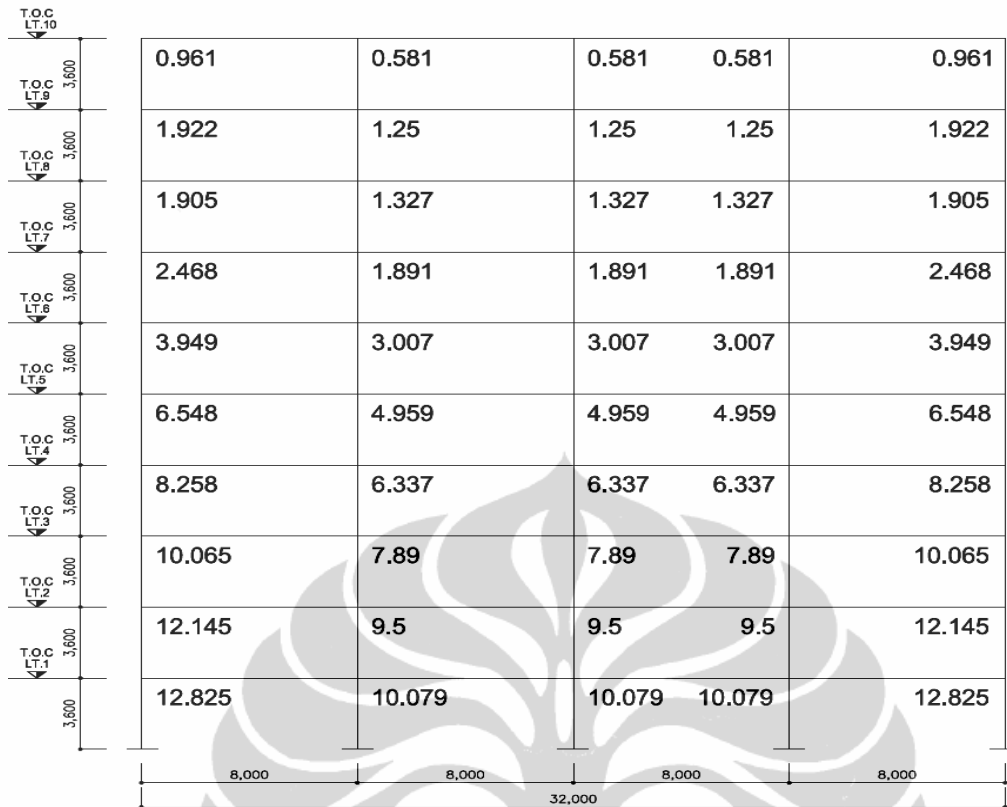 T.O.C
LT.10
3,600
0.961 0.581 0.581 0.581 0.961
T.O.C
LT.9
3,600
1.922 1.25 1.25 1.25 1.922
T.O.C
LT.8
3,600
1.905 1.327 1.327 1.327 1.905
T.O.C
LT.7
3,600
2.468 1.891 1.891 1.891 2.468
T.O.C
LT.6
3,600
3.949 3.007 3.007 3.007 3.949
T.O.C
LT.5
3,600
6.548 4.959 4.959 4.959 6.548
T.O.C
LT.4
3,600
8.258 6.337 6.337 6.337 8.258
T.O.C
LT.3
3,600
10.065 7.89 7.89 7.89 10.065
T.O.C
LT.2
3,600
12.145 9.5 9.5 9.5 12.145
T.O.C
LT.1
3,600
12.825 10.079 10.079 10.079 12.825
8,000 8,000 8,000 8,000
32,000